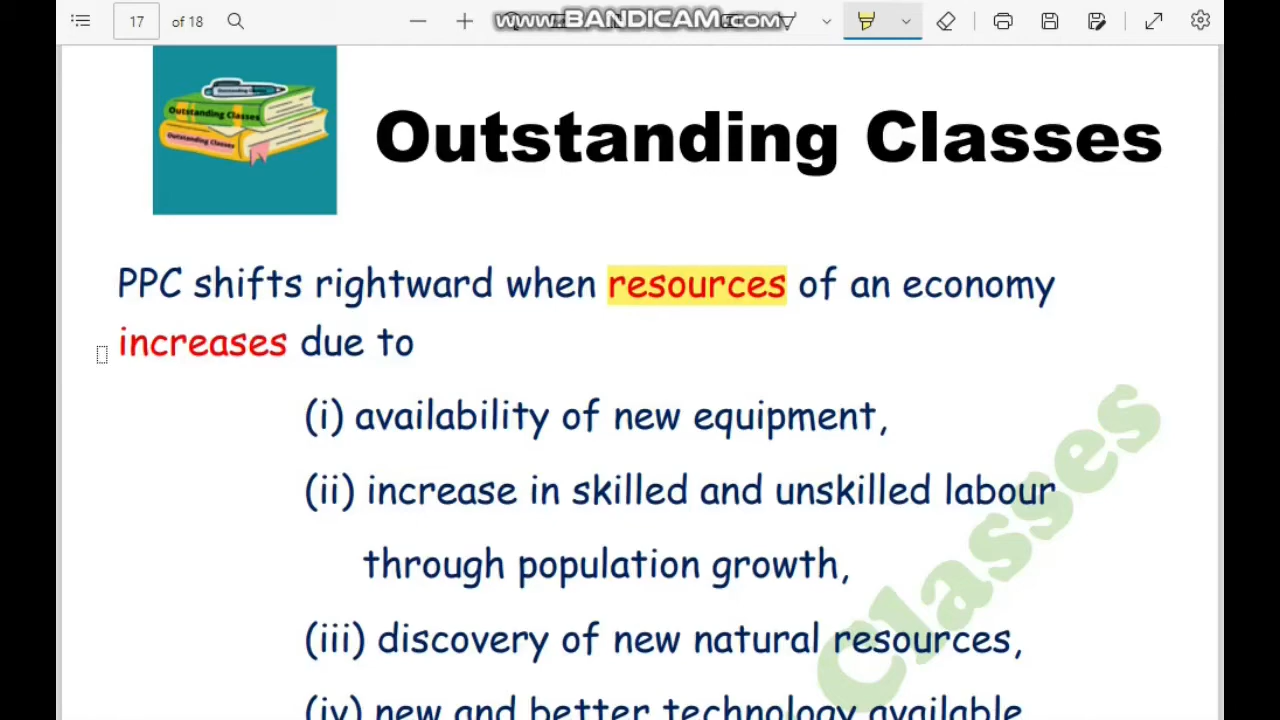 17 of 18
www.BANDICAM.com
Outstanding Classes
Outstanding Classes
Outstanding Classes
PPC shifts rightward when resources of an economy
increases due to
(i) availability of new equipment,
(ii) increase in skilled and unskilled labour
through population growth,
(iii) discovery of new natural resources,
(iv) new and better technology available
Classes